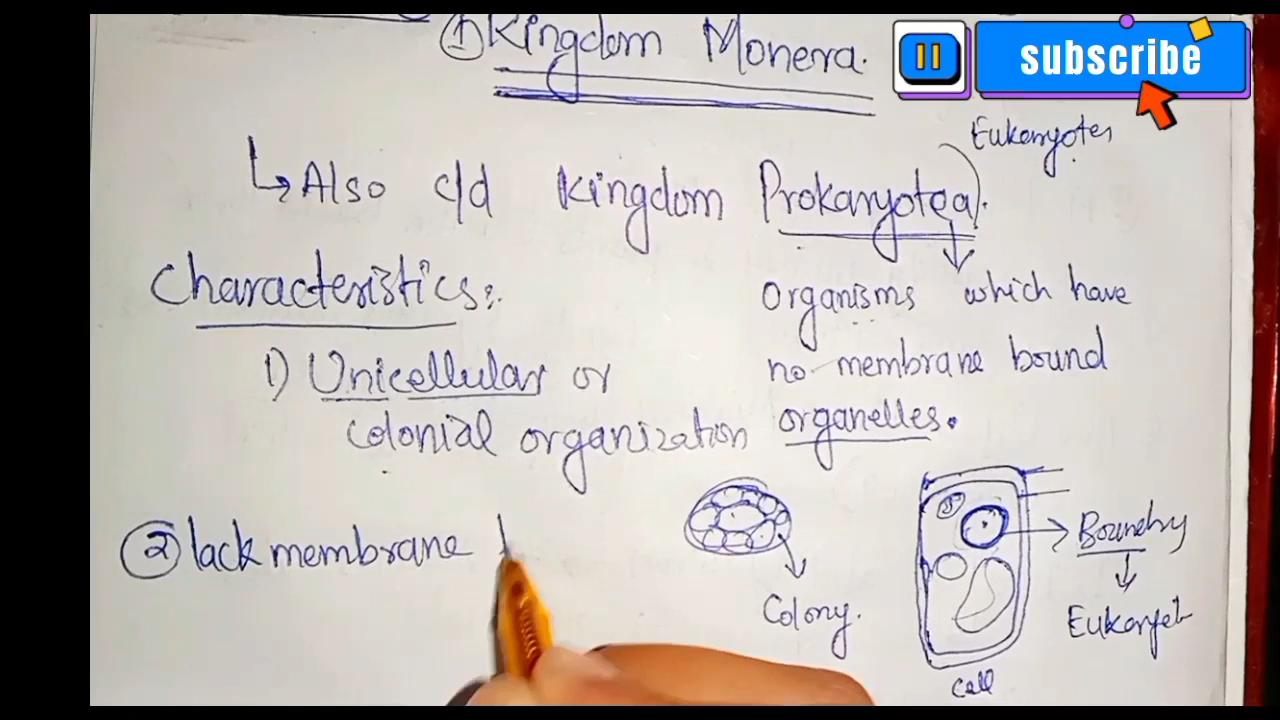 ① Kingdom Monera.
subscribe
Eukaryotes
↳ Also c/d Kingdom Prokaryotea.
Characteristics:
organisms which have
no membrane bound
organelles.
1) Unicellular or
colonial organization
② lack membrane
Colony.
Boundry
Eukaryot
Cell